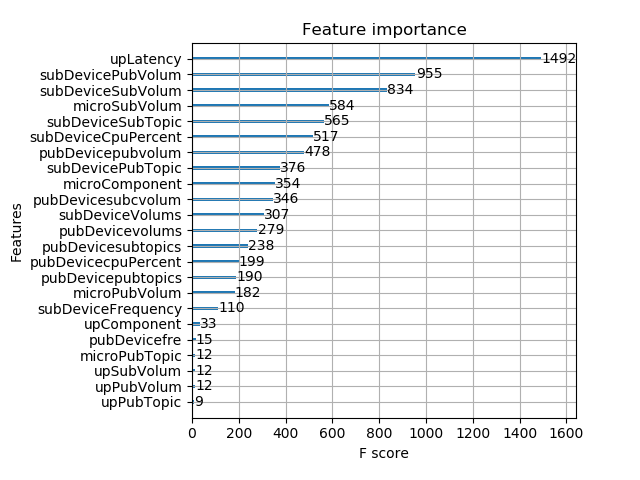 Feature importance
upLatency 1492
subDevicePubVolum 955
subDeviceSubVolum 834
microSubVolum 584
subDeviceSubTopic 565
subDeviceCpuPercent 517
pubDevicepubvolum 478
subDevicePubTopic 376
microComponent 354
pubDevicesubcvolum 346
subDeviceVolums 307
pubDevicevolums 279
pubDevicesubtopics 238
pubDevicecpuPercent 199
pubDevicepubtopics 190
microPubVolum 182
subDeviceFrequency 110
upComponent 33
pubDevicefre 15
microPubTopic 12
upSubVolum 12
upPubVolum 12
upPubTopic 9
Features
0 200 400 600 800 1000 1200 1400 1600
F score